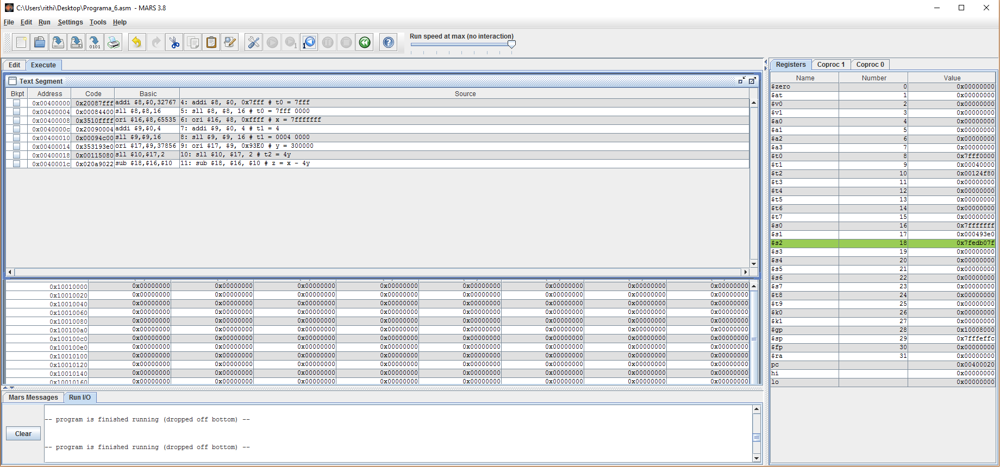 C:\Users\rithi\Desktop\Programa_6.asm - MARS 3.8
File Edit Run Settings Tools Help
Run speed at max (no interaction)
Edit Execute
Text Segment
Bkpt Address Code Basic Source
0x00400000 0x20087fff addi $8,$0,32767 4: addi $8, $0, 0x7fff # t0 = 7fff
0x00400004 0x00084400 sll $8,$8,16 5: sll $8, $8, 16 # t0 = 7fff 0000
0x00400008 0x3510ffff ori $16,$8,65535 6: ori $16, $8, 0xffff # x = 7fffffff
0x0040000c 0x20090004 addi $9,$0,4 7: addi $9, $0, 4 # t1 = 4
0x00400010 0x00094c00 sll $9,$9,16 8: sll $9, $9, 16 # t1 = 0004 0000
0x00400014 0x353193e0 ori $17,$9,37856 9: ori $17, $9, 0x93E0 # y = 300000
0x00400018 0x00115080 sll $10,$17,2 10: sll $10, $17, 2 # t2 = 4y
0x0040001c 0x020a9022 sub $18,$16,$10 11: sub $18, $16, $10 # z = x - 4y
0x10010000 0x00000000 0x00000000 0x00000000 0x00000000 0x00000000 0x00000000 0x00000000 0x00000000
0x10010020 0x00000000 0x00000000 0x00000000 0x00000000 0x00000000 0x00000000 0x00000000 0x00000000
0x10010040 0x00000000 0x00000000 0x00000000 0x00000000 0x00000000 0x00000000 0x00000000 0x00000000
0x10010060 0x00000000 0x00000000 0x00000000 0x00000000 0x00000000 0x00000000 0x00000000 0x00000000
0x10010080 0x00000000 0x00000000 0x00000000 0x00000000 0x00000000 0x00000000 0x00000000 0x00000000
0x100100a0 0x00000000 0x00000000 0x00000000 0x00000000 0x00000000 0x00000000 0x00000000 0x00000000
0x100100c0 0x00000000 0x00000000 0x00000000 0x00000000 0x00000000 0x00000000 0x00000000 0x00000000
0x100100e0 0x00000000 0x00000000 0x00000000 0x00000000 0x00000000 0x00000000 0x00000000 0x00000000
0x10010100 0x00000000 0x00000000 0x00000000 0x00000000 0x00000000 0x00000000 0x00000000 0x00000000
0x10010120 0x00000000 0x00000000 0x00000000 0x00000000 0x00000000 0x00000000 0x00000000 0x00000000
0x10010140 0x00000000 0x00000000 0x00000000 0x00000000 0x00000000 0x00000000 0x00000000 0x00000000
0x10010160 0x00000000 0x00000000 0x00000000 0x00000000 0x00000000 0x00000000 0x00000000 0x00000000
Mars Messages Run I/O
-- program is finished running (dropped off bottom) --
Clear
-- program is finished running (dropped off bottom) --
Registers Coproc 1 Coproc 0
Name Number Value
$zero 0 0x00000000
$at 1 0x00000000
$v0 2 0x00000000
$v1 3 0x00000000
$a0 4 0x00000000
$a1 5 0x00000000
$a2 6 0x00000000
$a3 7 0x00000000
$t0 8 0x7fff0000
$t1 9 0x00040000
$t2 10 0x00124f80
$t3 11 0x00000000
$t4 12 0x00000000
$t5 13 0x00000000
$t6 14 0x00000000
$t7 15 0x00000000
$s0 16 0x7fffffff
$s1 17 0x000493e0
$s2 18 0x7fedb07f
$s3 19 0x00000000
$s4 20 0x00000000
$s5 21 0x00000000
$s6 22 0x00000000
$s7 23 0x00000000
$t8 24 0x00000000
$t9 25 0x00000000
$k0 26 0x00000000
$k1 27 0x00000000
$gp 28 0x10008000
$sp 29 0x7fffeffc
$fp 30 0x00000000
$ra 31 0x00000000
pc 0x00400020
hi 0x00000000
lo 0x00000000